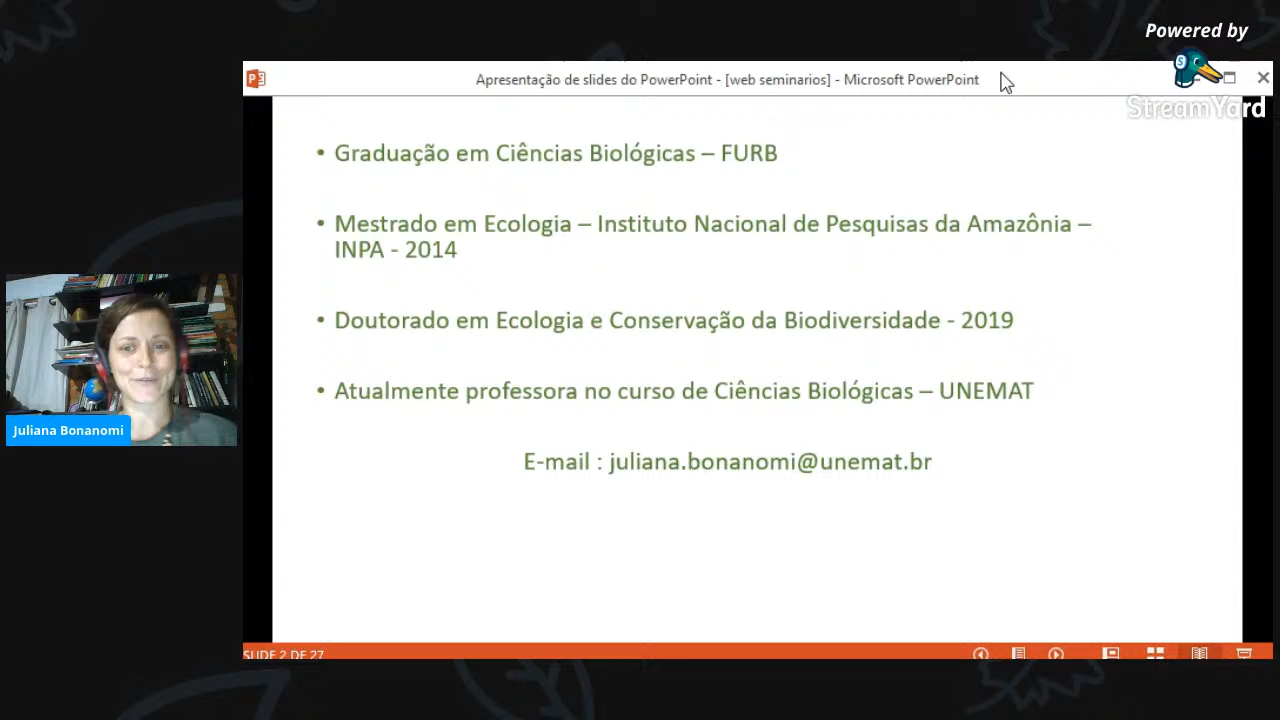 Powered by
StreamYard
Apresentação de slides do PowerPoint - [web seminarios] - Microsoft PowerPoint
• Graduação em Ciências Biológicas – FURB
• Mestrado em Ecologia – Instituto Nacional de Pesquisas da Amazônia –
INPA - 2014
• Doutorado em Ecologia e Conservação da Biodiversidade - 2019
• Atualmente professora no curso de Ciências Biológicas – UNEMAT
E-mail : juliana.bonanomi@unemat.br
Juliana Bonanomi
SLIDE 2 DE 27